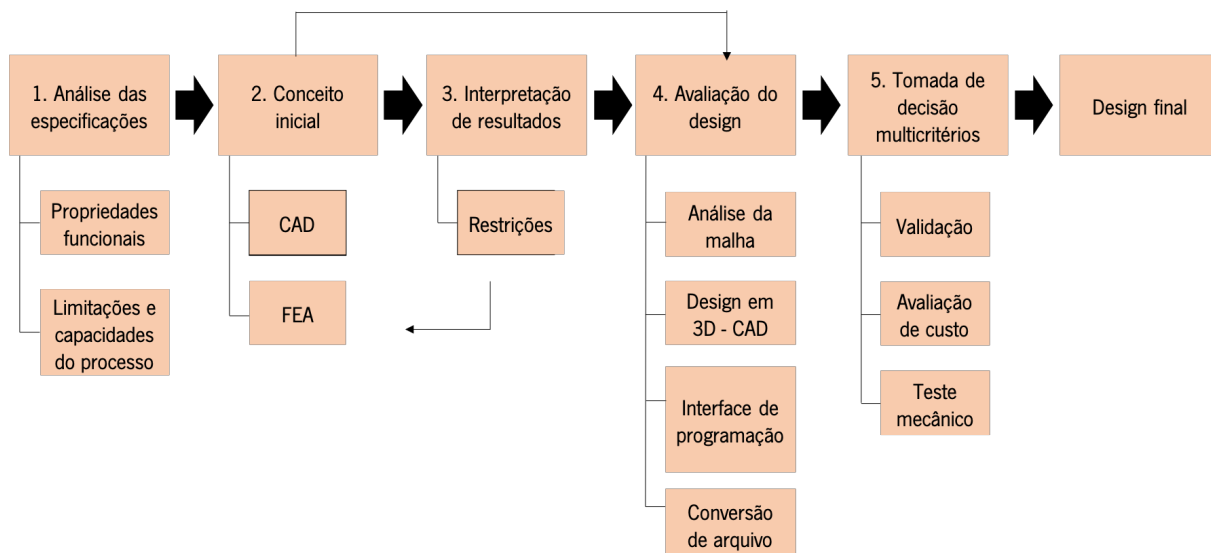 1. Análise das
especificações
2. Conceito
inicial
3. Interpretação
de resultados
4. Avaliação do
design
5. Tomada de
decisão
multicritérios
Design final
Propriedades
funcionais
Limitações e
capacidades
do processo
CAD
FEA
Restrições
Análise da
malha
Design em
3D - CAD
Interface de
programação
Conversão
de arquivo
Validação
Avaliação
de custo
Teste
mecânico